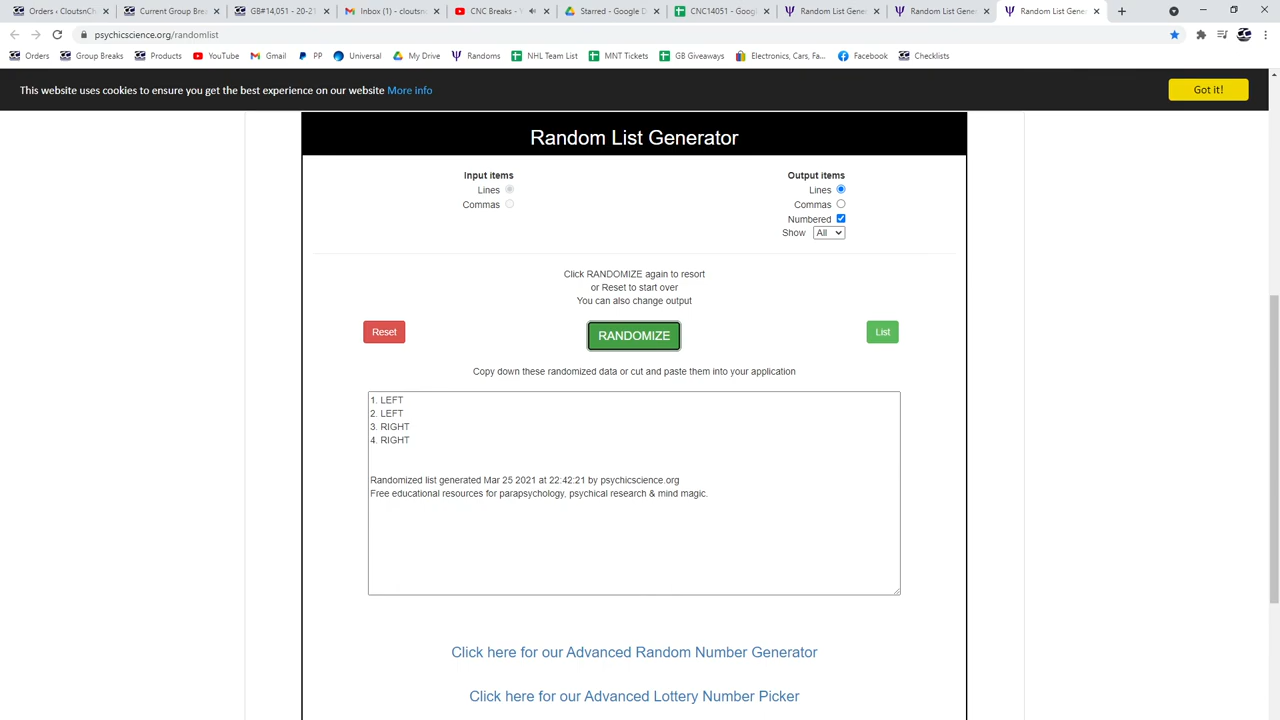 Orders ‹ CloutsnCh
Current Group Brea
GB#14,051 - 20-21
Inbox (1) - cloutsno
CNC Breaks - Y
Starred - Google D
CNC14051 - Googl
Random List Gene
Random List Gene
Random List Gene
psychicscience.org/randomlist
Orders
Group Breaks
Products
YouTube
Gmail
PP
Universal
My Drive
Randoms
NHL Team List
MNT Tickets
GB Giveaways
Electronics, Cars, Fa...
Facebook
Checklists
This website uses cookies to ensure you get the best experience on our website More info
Got it!
Random List Generator
Input items
Lines
Commas
Output items
Lines
Commas
Numbered
Show All
Click RANDOMIZE again to resort
or Reset to start over
You can also change output
Reset
RANDOMIZE
List
Copy down these randomized data or cut and paste them into your application
1. LEFT
2. LEFT
3. RIGHT
4. RIGHT
Randomized list generated Mar 25 2021 at 22:42:21 by psychicscience.org
Free educational resources for parapsychology, psychical research & mind magic.
Click here for our Advanced Random Number Generator
Click here for our Advanced Lottery Number Picker